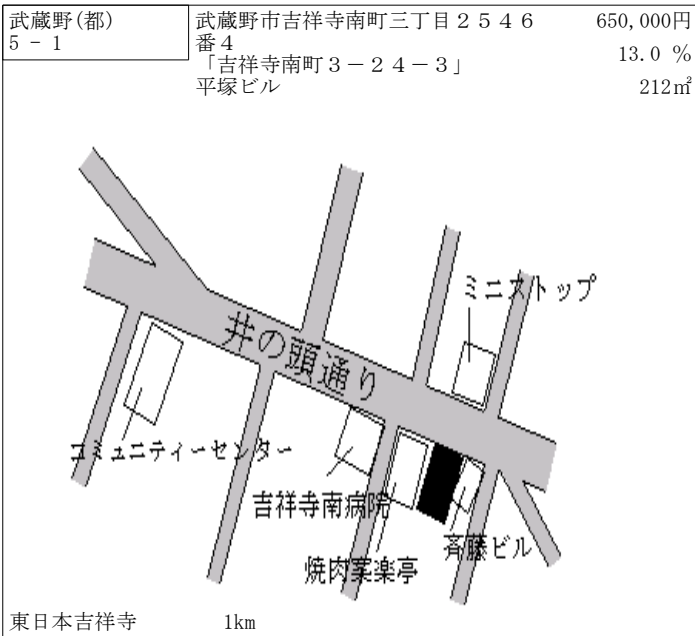 武蔵野(都)
5 - 1
武蔵野市吉祥寺南町三丁目２５４６
番４
「吉祥寺南町３－２４－３」
平塚ビル
650,000円
13.0 %
212㎡
ミニストップ
井の頭通り
コミュニティーセンター
吉祥寺南病院
斉藤ビル
焼肉菜楽亭
東日本吉祥寺
1km